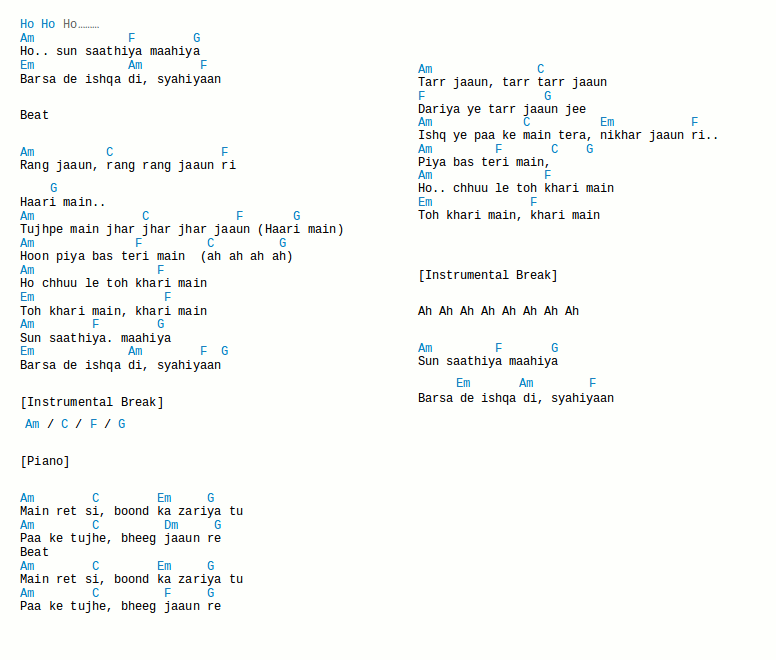 Ho Ho Ho………
Am             F        G
Ho.. sun saathiya maahiya
Em             Am        F
Barsa de ishqa di, syahiyaan
Beat
Am          C               F
Rang jaaun, rang rang jaaun ri
    G
Haari main..
Am               C            F       G
Tujhpe main jhar jhar jhar jaaun (Haari main)
Am              F         C         G
Hoon piya bas teri main  (ah ah ah ah)
Am                 F
Ho chhuu le toh khari main
Em                  F
Toh khari main, khari main
Am        F        G
Sun saathiya. maahiya
Em             Am        F  G
Barsa de ishqa di, syahiyaan
[Instrumental Break]
Am / C / F / G
[Piano]
Am        C        Em     G
Main ret si, boond ka zariya tu
Am        C         Dm     G
Paa ke tujhe, bheeg jaaun re
Beat
Am        C        Em     G
Main ret si, boond ka zariya tu
Am        C         F     G
Paa ke tujhe, bheeg jaaun re
Am               C
Tarr jaaun, tarr tarr jaaun
F                 G
Dariya ye tarr jaaun jee
Am             C          Em           F
Ishq ye paa ke main tera, nikhar jaaun ri..
Am         F       C    G
Piya bas teri main,
Am                F
Ho.. chhuu le toh khari main
Em              F
Toh khari main, khari main
[Instrumental Break]
Ah Ah Ah Ah Ah Ah Ah Ah
Am         F       G
Sun saathiya maahiya
Em       Am        F
Barsa de ishqa di, syahiyaan